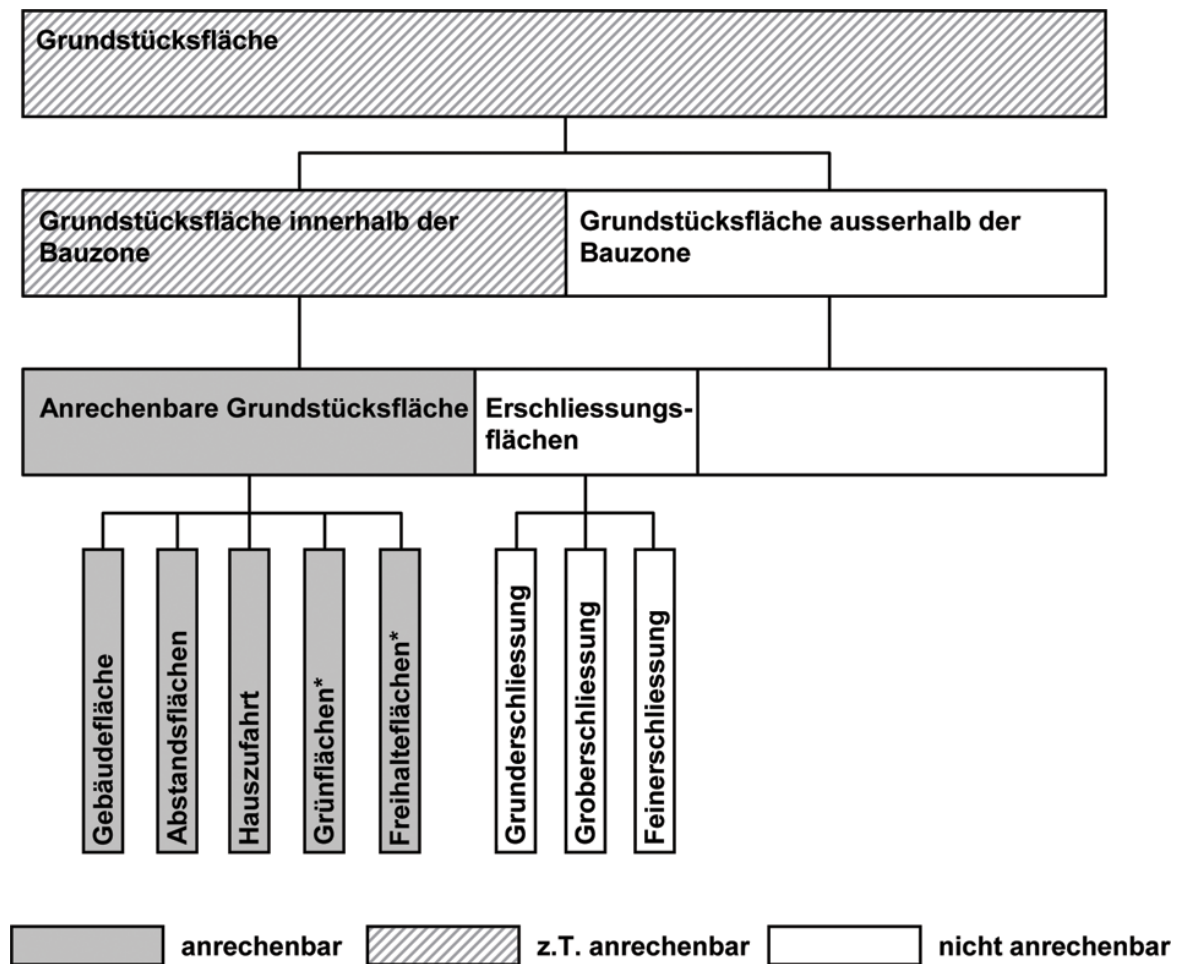 Grundstücksfläche
Grundstücksfläche innerhalb der
Bauzone
Grundstücksfläche ausserhalb der
Bauzone
Anrechenbare Grundstücksfläche
Erschliessungs-
flächen
Gebäudefläche
Abstandsflächen
Hauszufahrt
Grünflächen*
Freihalteflächen*
Grunderschliessung
Groberschliessung
Feinerschliessung
anrechenbar
z.T. anrechenbar
nicht anrechenbar